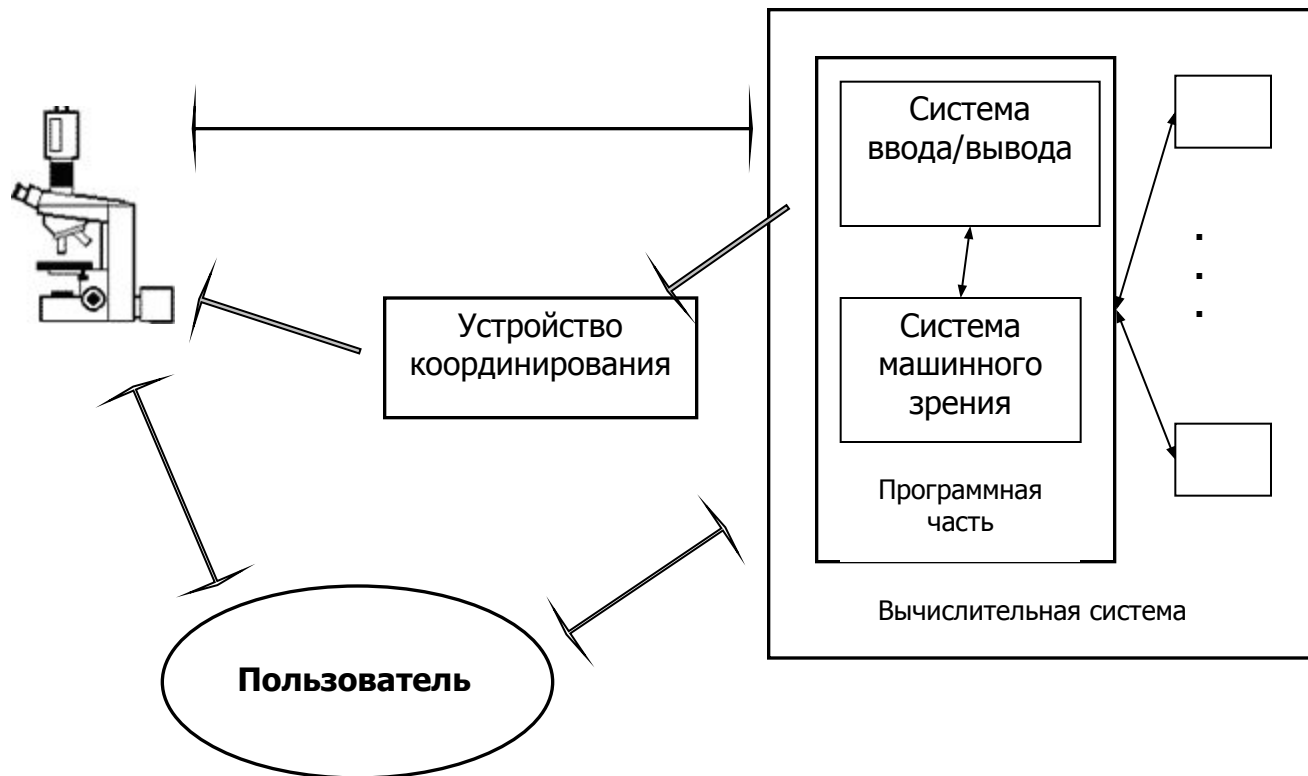 Система
ввода/вывода
Устройство
координирования
Система
машинного
зрения
Программная
часть
Вычислительная система
Пользователь